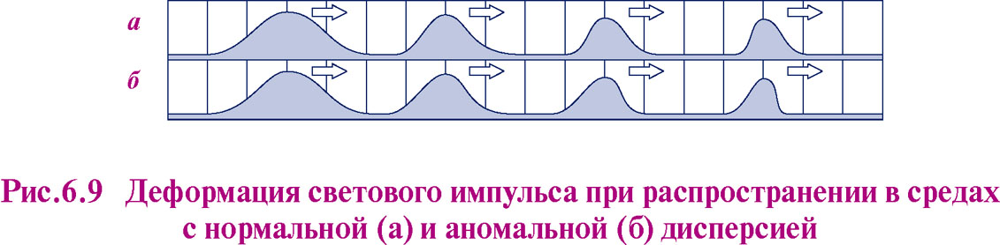 а
б
Рис.6.9 Деформация светового импульса при распространении в средах
с нормальной (а) и аномальной (б) дисперсией